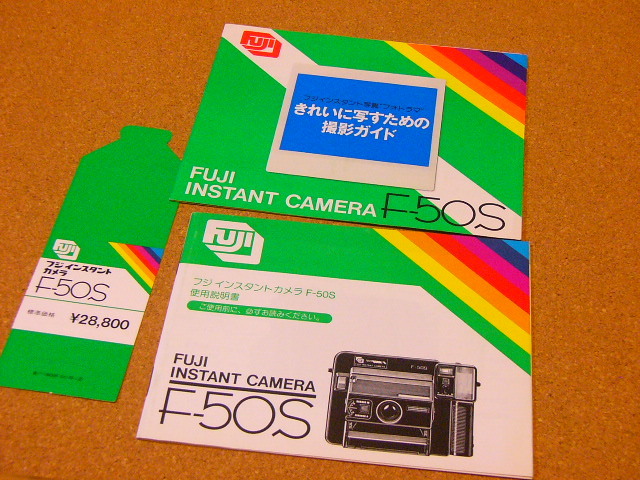 FUJI
フジインスタント写真"フォトラマ"
きれいに写すための
撮影ガイド
FUJI
INSTANT CAMERA F-50S
FUJI
フジ インスタント
カメラ
F-50S
標準価格 ¥28,800
FUJI
フジ インスタントカメラ F-50S
使用説明書
ご使用前に、必ずお読みください。
FUJI
INSTANT CAMERA
F-50S
F-50S